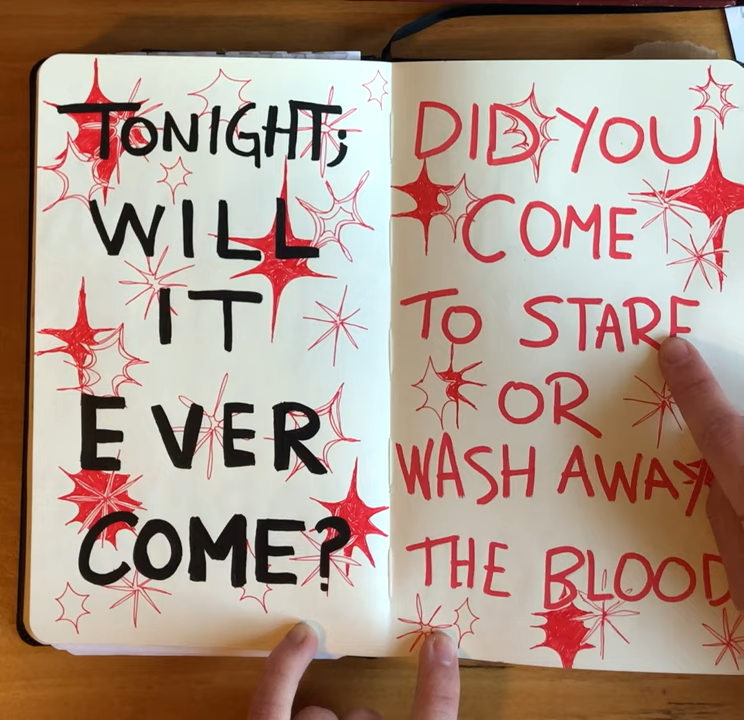 TONIGHT;
WILL
IT
EVER
COME?
DID YOU
COME
TO STARE
OR
WASH AWAY
THE BLOOD